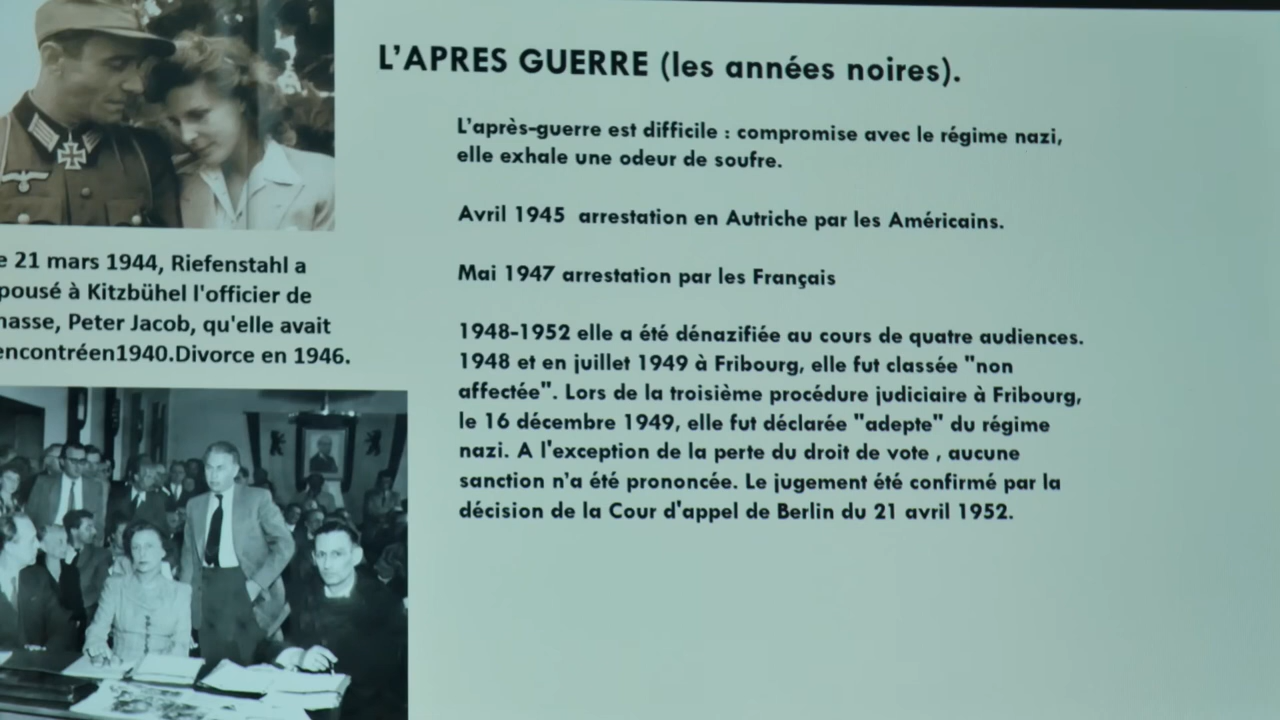 L'APRES GUERRE (les années noires).
L'après-guerre est difficile : compromise avec le régime nazi,
elle exhale une odeur de soufre.
Avril 1945 arrestation en Autriche par les Américains.
Mai 1947 arrestation par les Français
1948-1952 elle a été dénazifiée au cours de quatre audiences.
1948 et en juillet 1949 à Fribourg, elle fut classée "non
affectée". Lors de la troisième procédure judiciaire à Fribourg,
le 16 décembre 1949, elle fut déclarée "adepte" du régime
nazi. A l'exception de la perte du droit de vote , aucune
sanction n'a été prononcée. Le jugement été confirmé par la
décision de la Cour d'appel de Berlin du 21 avril 1952.
e 21 mars 1944, Riefenstahl a
pousé à Kitzbühel l'officier de
hasse, Peter Jacob, qu'elle avait
encontréen1940.Divorce en 1946.